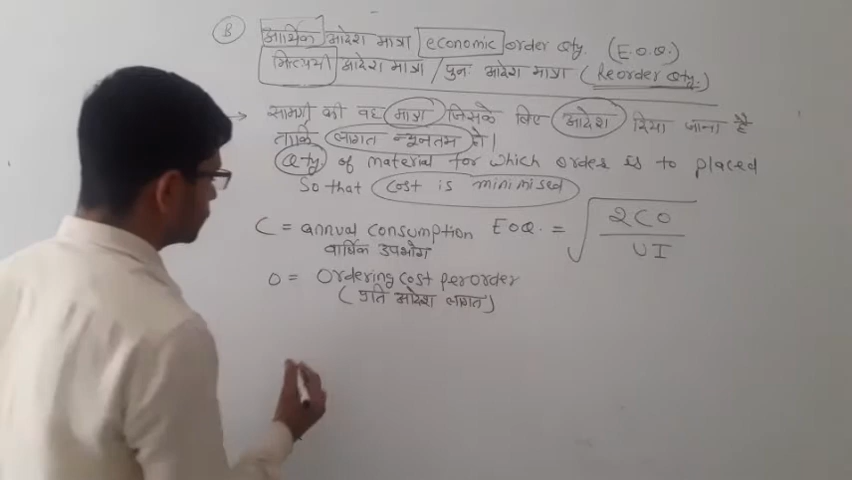 B आर्थिक आदेश मात्रा economic order Qty. (E.O.Q.)
मितव्ययी आदेश मात्रा / पुनः आदेश मात्रा (Reorder Qty.)
→ सामग्री की वह मात्रा जिसके लिए आदेश दिया जाना है
ताकि लागत न्यूनतम हो।
Qty of material for which order is to placed
So that cost is minimised
C = annual consumption EOQ. = √ 2CO / UI
वार्षिक उपभोग
O = Ordering cost per order
(प्रति आदेश लागत)